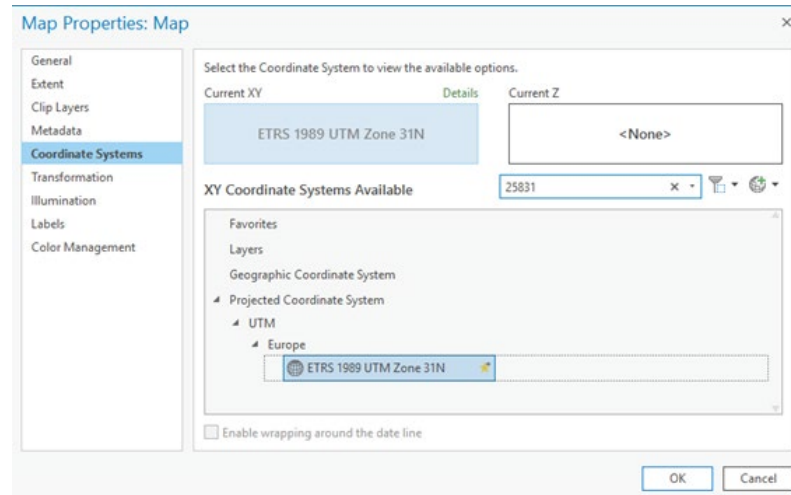 Map Properties: Map
General
Extent
Clip Layers
Metadata
Coordinate Systems
Transformation
Illumination
Labels
Color Management
Select the Coordinate System to view the available options.
Current XY Details Current Z
ETRS 1989 UTM Zone 31N <None>
XY Coordinate Systems Available 25831
Favorites
Layers
Geographic Coordinate System
Projected Coordinate System
UTM
Europe
ETRS 1989 UTM Zone 31N
Enable wrapping around the date line
OK Cancel